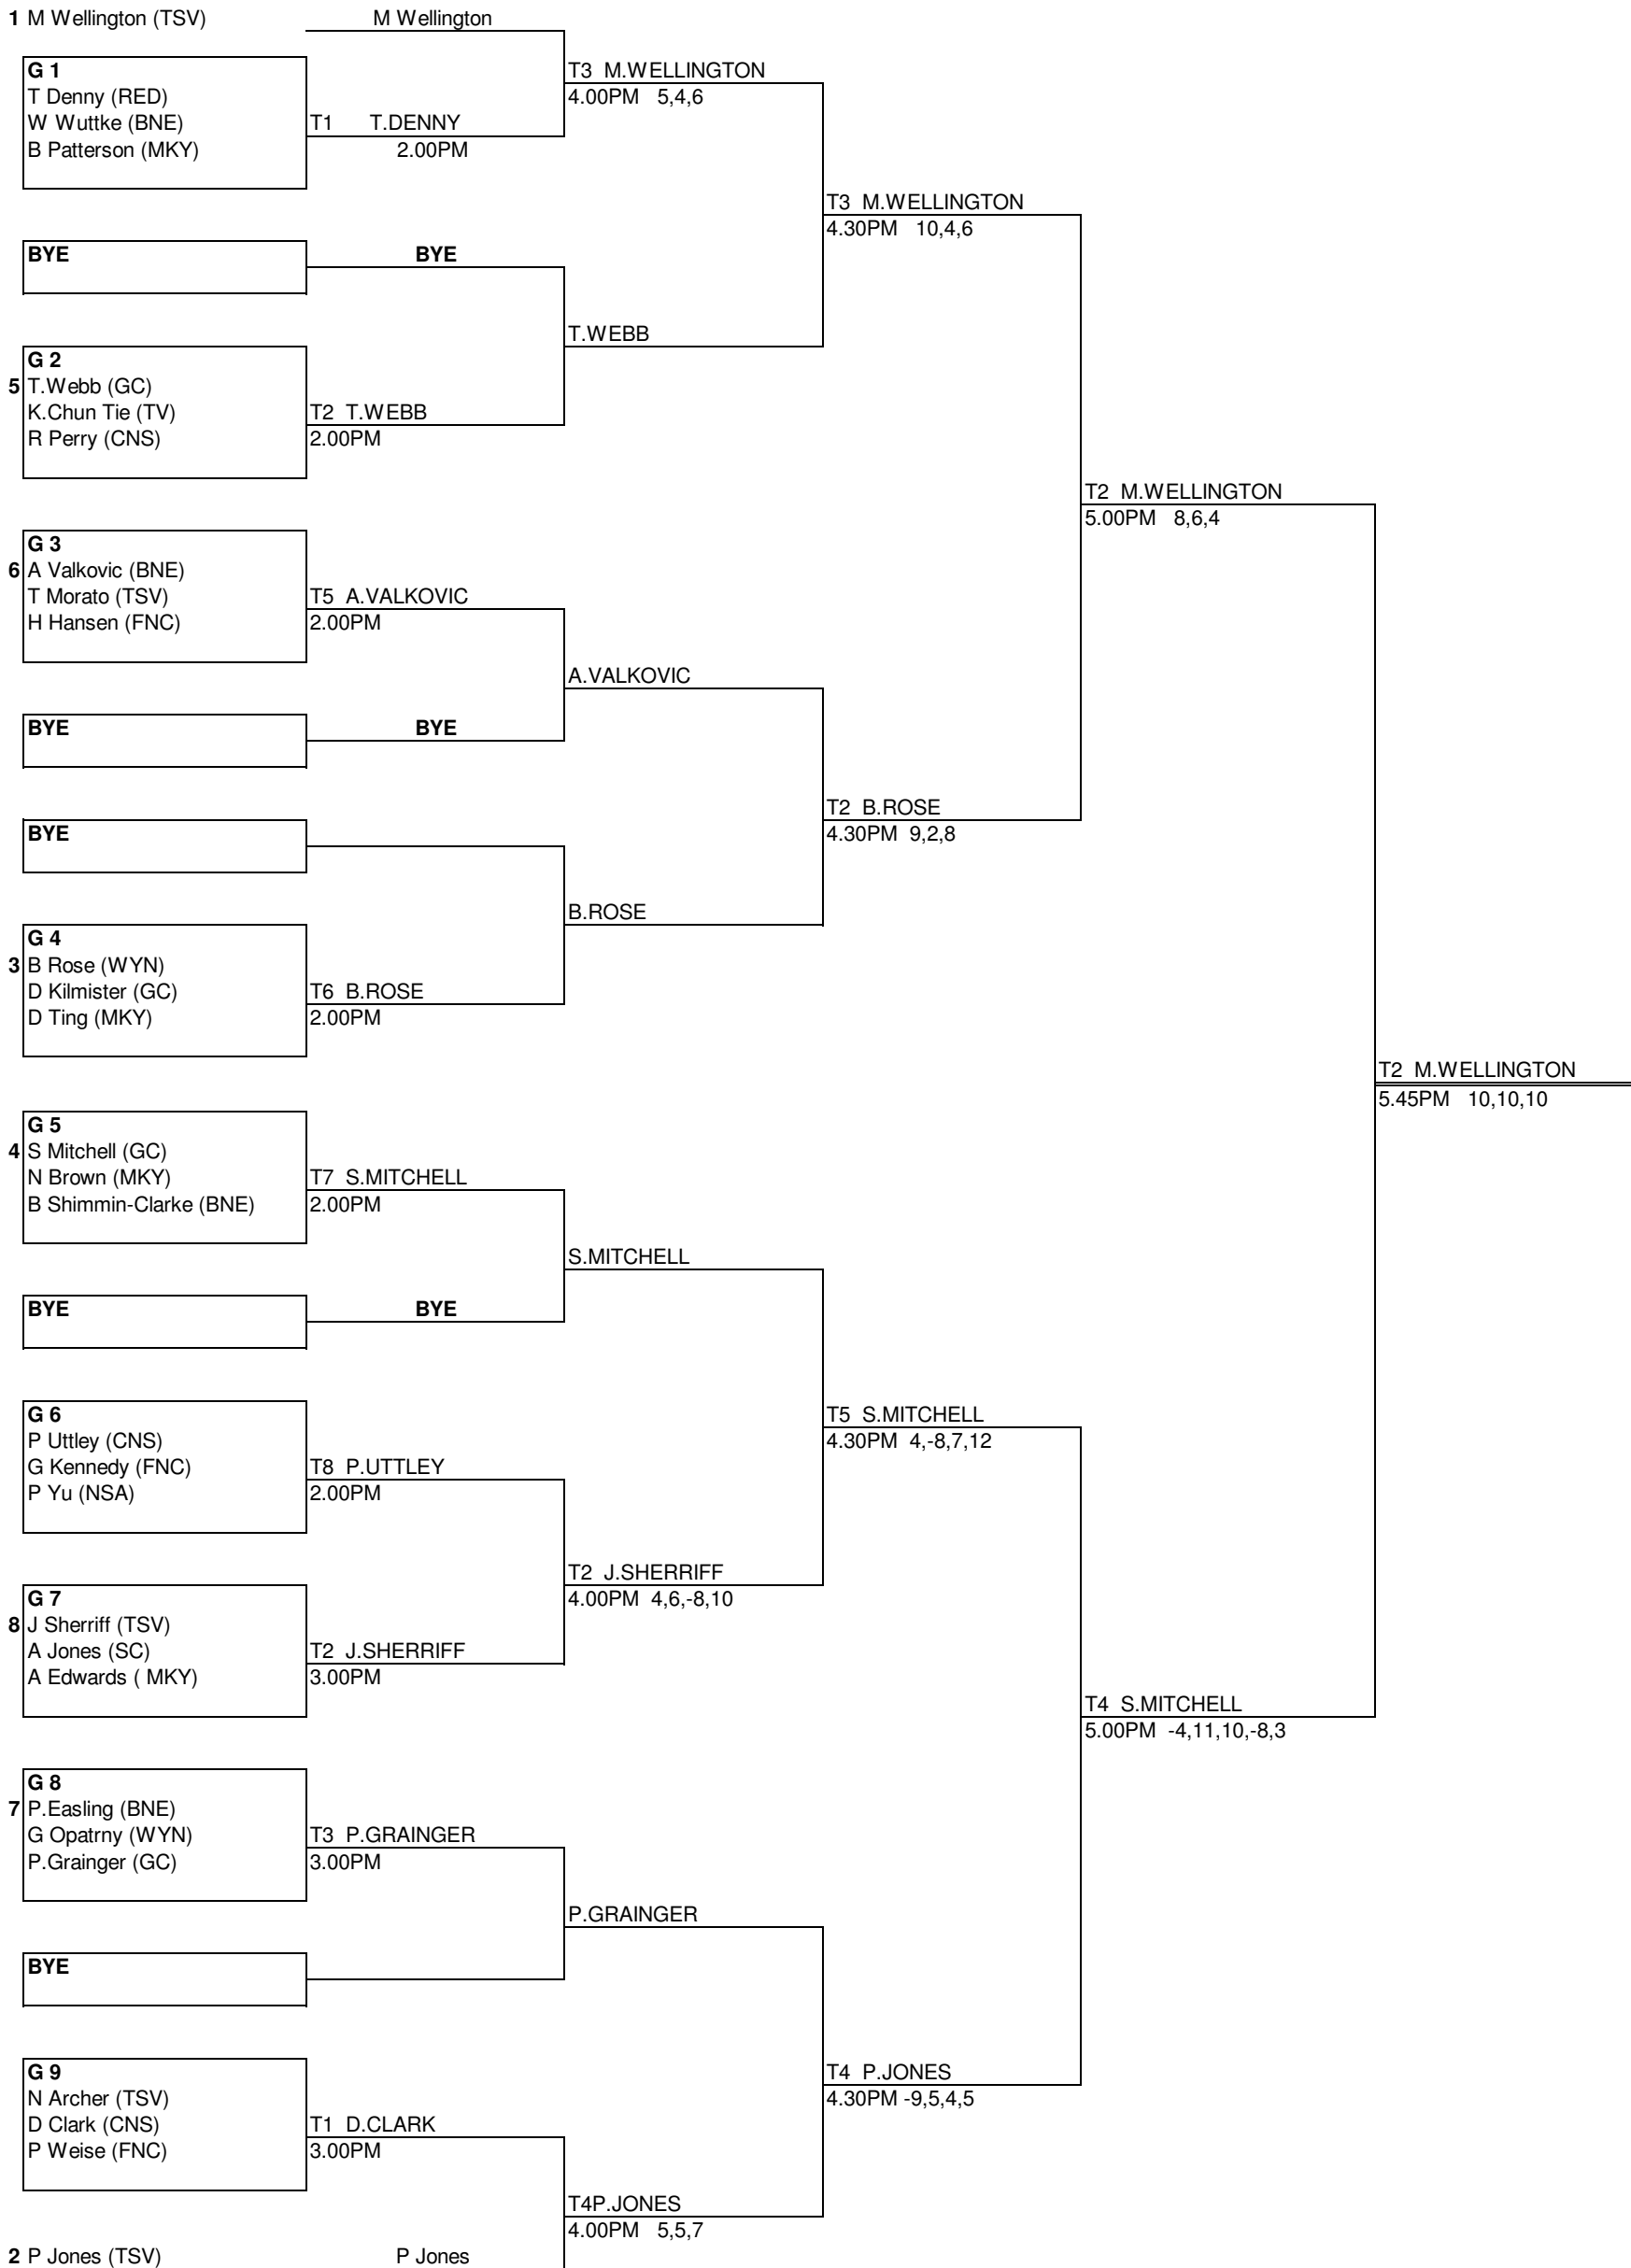 1 M Wellington (TSV) M Wellington
G 1 T3 M.WELLINGTON
T Denny (RED) 4.00PM 5,4,6
W Wuttke (BNE) T1 T.DENNY
B Patterson (MKY) 2.00PM
T3 M.WELLINGTON
4.30PM 10,4,6
BYE BYE
T.WEBB
G 2
5 T.Webb (GC)
K.Chun Tie (TV) T2 T.WEBB
R Perry (CNS) 2.00PM
T2 M.WELLINGTON
5.00PM 8,6,4
G 3
6 A Valkovic (BNE)
T Morato (TSV) T5 A.VALKOVIC
H Hansen (FNC) 2.00PM
A.VALKOVIC
BYE BYE
T2 B.ROSE
BYE 4.30PM 9,2,8
B.ROSE
G 4
3 B Rose (WYN)
D Kilmister (GC) T6 B.ROSE
D Ting (MKY) 2.00PM
T2 M.WELLINGTON
5.45PM 10,10,10
G 5
4 S Mitchell (GC)
N Brown (MKY) T7 S.MITCHELL
B Shimmin-Clarke (BNE) 2.00PM
S.MITCHELL
BYE BYE
G 6 T5 S.MITCHELL
P Uttley (CNS) 4.30PM 4,-8,7,12
G Kennedy (FNC) T8 P.UTTLEY
P Yu (NSA) 2.00PM
T2 J.SHERRIFF
G 7 4.00PM 4,6,-8,10
8 J Sherriff (TSV)
A Jones (SC) T2 J.SHERRIFF
A Edwards ( MKY) 3.00PM
T4 S.MITCHELL
5.00PM -4,11,10,-8,3
G 8
7 P.Easling (BNE)
G Opatrny (WYN) T3 P.GRAINGER
P.Grainger (GC) 3.00PM
P.GRAINGER
BYE
G 9 T4 P.JONES
N Archer (TSV) 4.30PM -9,5,4,5
D Clark (CNS) T1 D.CLARK
P Weise (FNC) 3.00PM
T4P.JONES
4.00PM 5,5,7
2 P Jones (TSV) P Jones